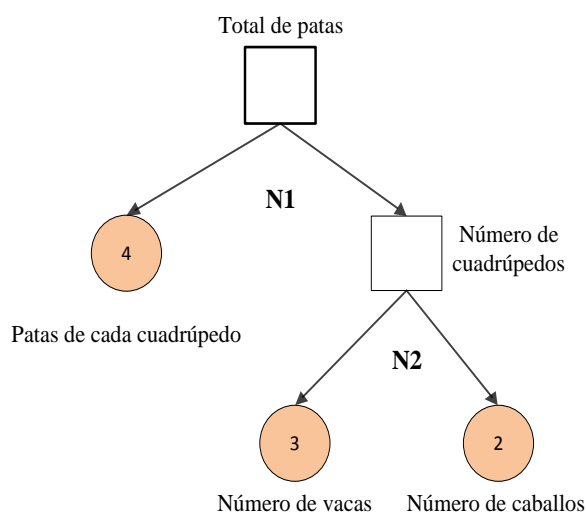 Total de patas
N1
4
Número de
cuadrúpedos
Patas de cada cuadrúpedo
N2
3
2
Número de vacas
Número de caballos